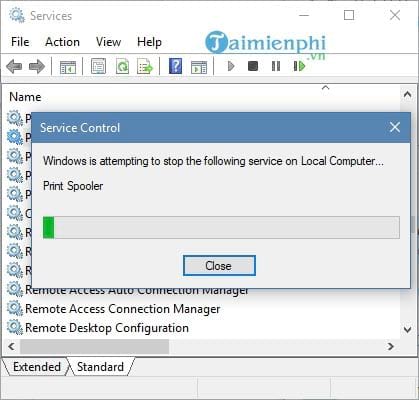 Services
File Action View Help
Taimienphi
.vn
Name
Service Control
Windows is attempting to stop the following service on Local Computer...
Print Spooler
Close
Remote Access Auto Connection Manager
Remote Access Connection Manager
Remote Desktop Configuration
Extended Standard